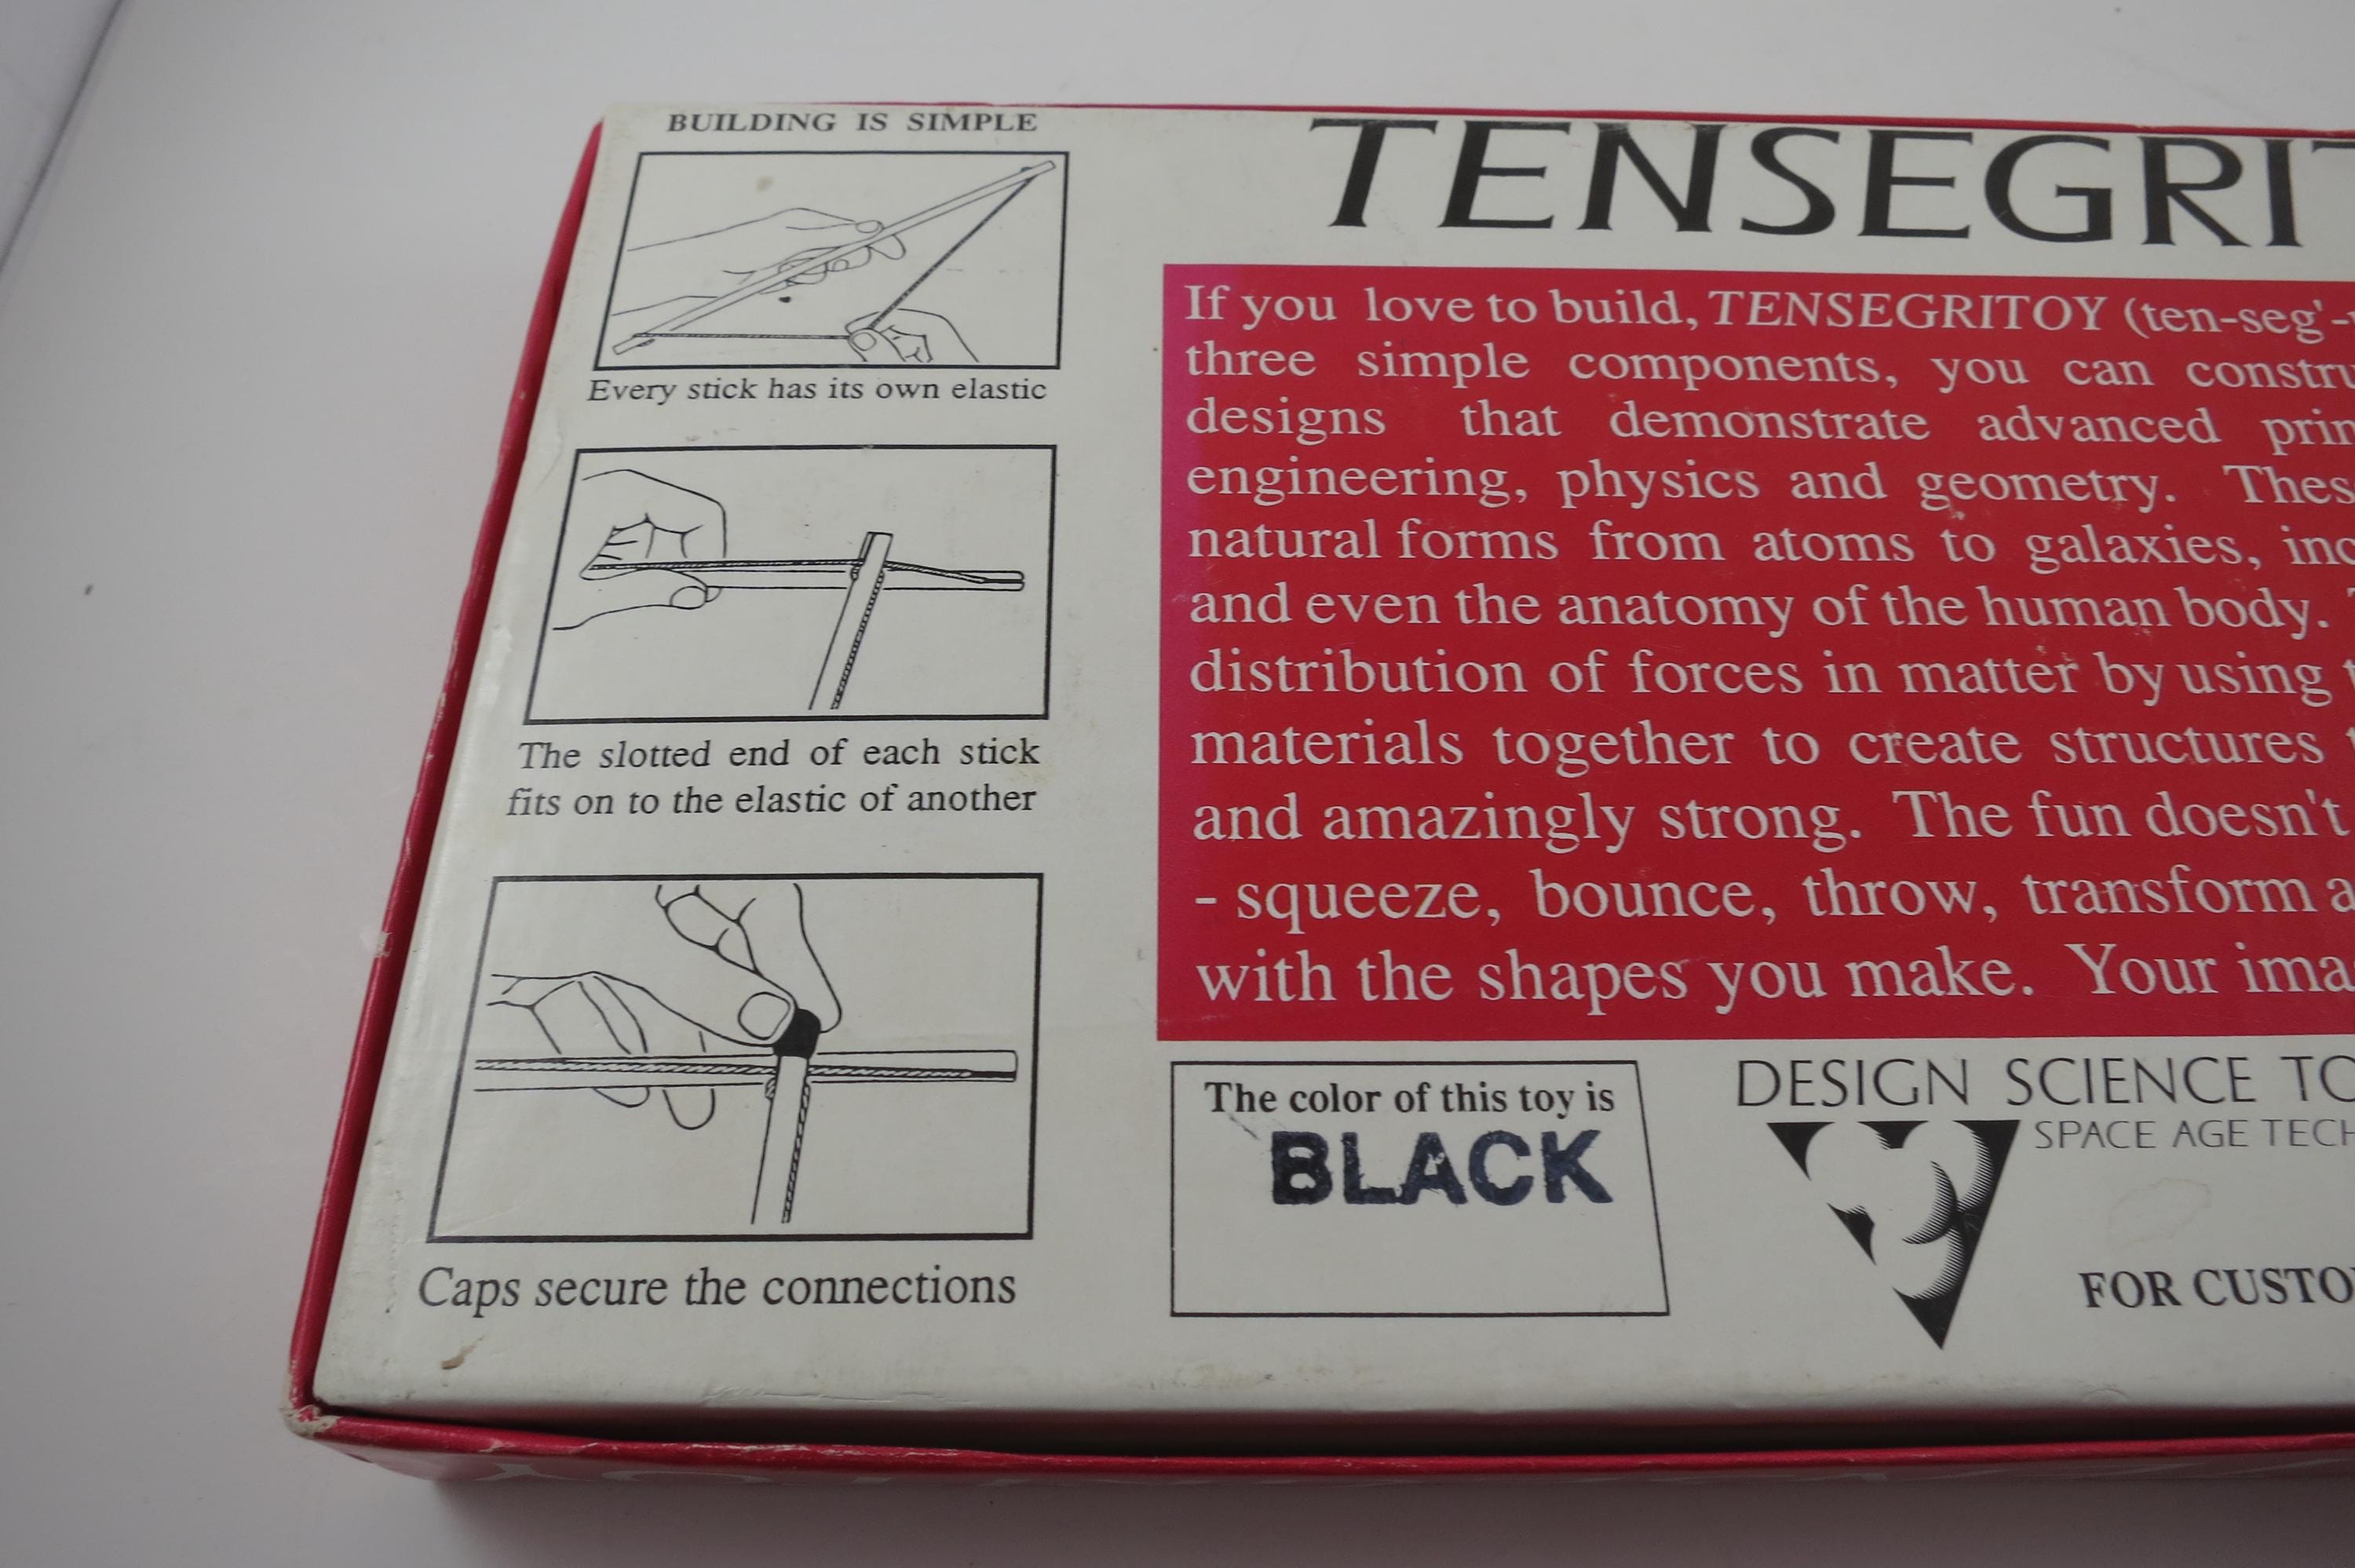 BUILDING IS SIMPLE
Every stick has its own elastic
The slotted end of each stick
fits on to the elastic of another
Caps secure the connections
TENSEGRIT
If you love to build, TENSEGRITOY (ten-seg'-
three simple components, you can constru
designs that demonstrate advanced prin
engineering, physics and geometry. Thes
natural forms from atoms to galaxies, inc
and even the anatomy of the human body.
distribution of forces in matter by using
materials together to create structures
and amazingly strong. The fun doesn't
- squeeze, bounce, throw, transform a
with the shapes you make. Your ima
The color of this toy is
BLACK
DESIGN SCIENCE TO
SPACE AGE TECH
FOR CUSTO